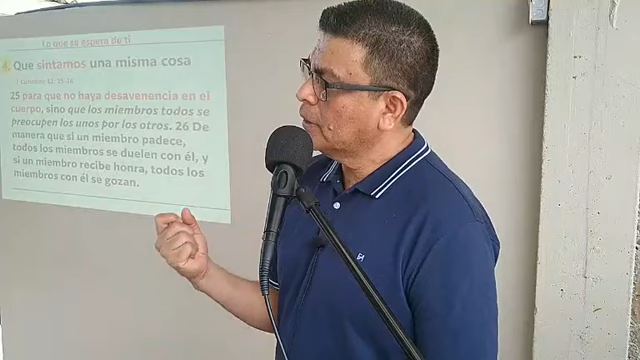 Lo que se espera de ti
Que sintamos una misma cosa
1 Corintios 12:25-26
25 para que no haya desavenencia en el
cuerpo, sino que los miembros todos se
preocupen los unos por los otros. 26 De
manera que si un miembro padece,
todos los miembros se duelen con él, y
si un miembro recibe honra, todos los
miembros con él se gozan.